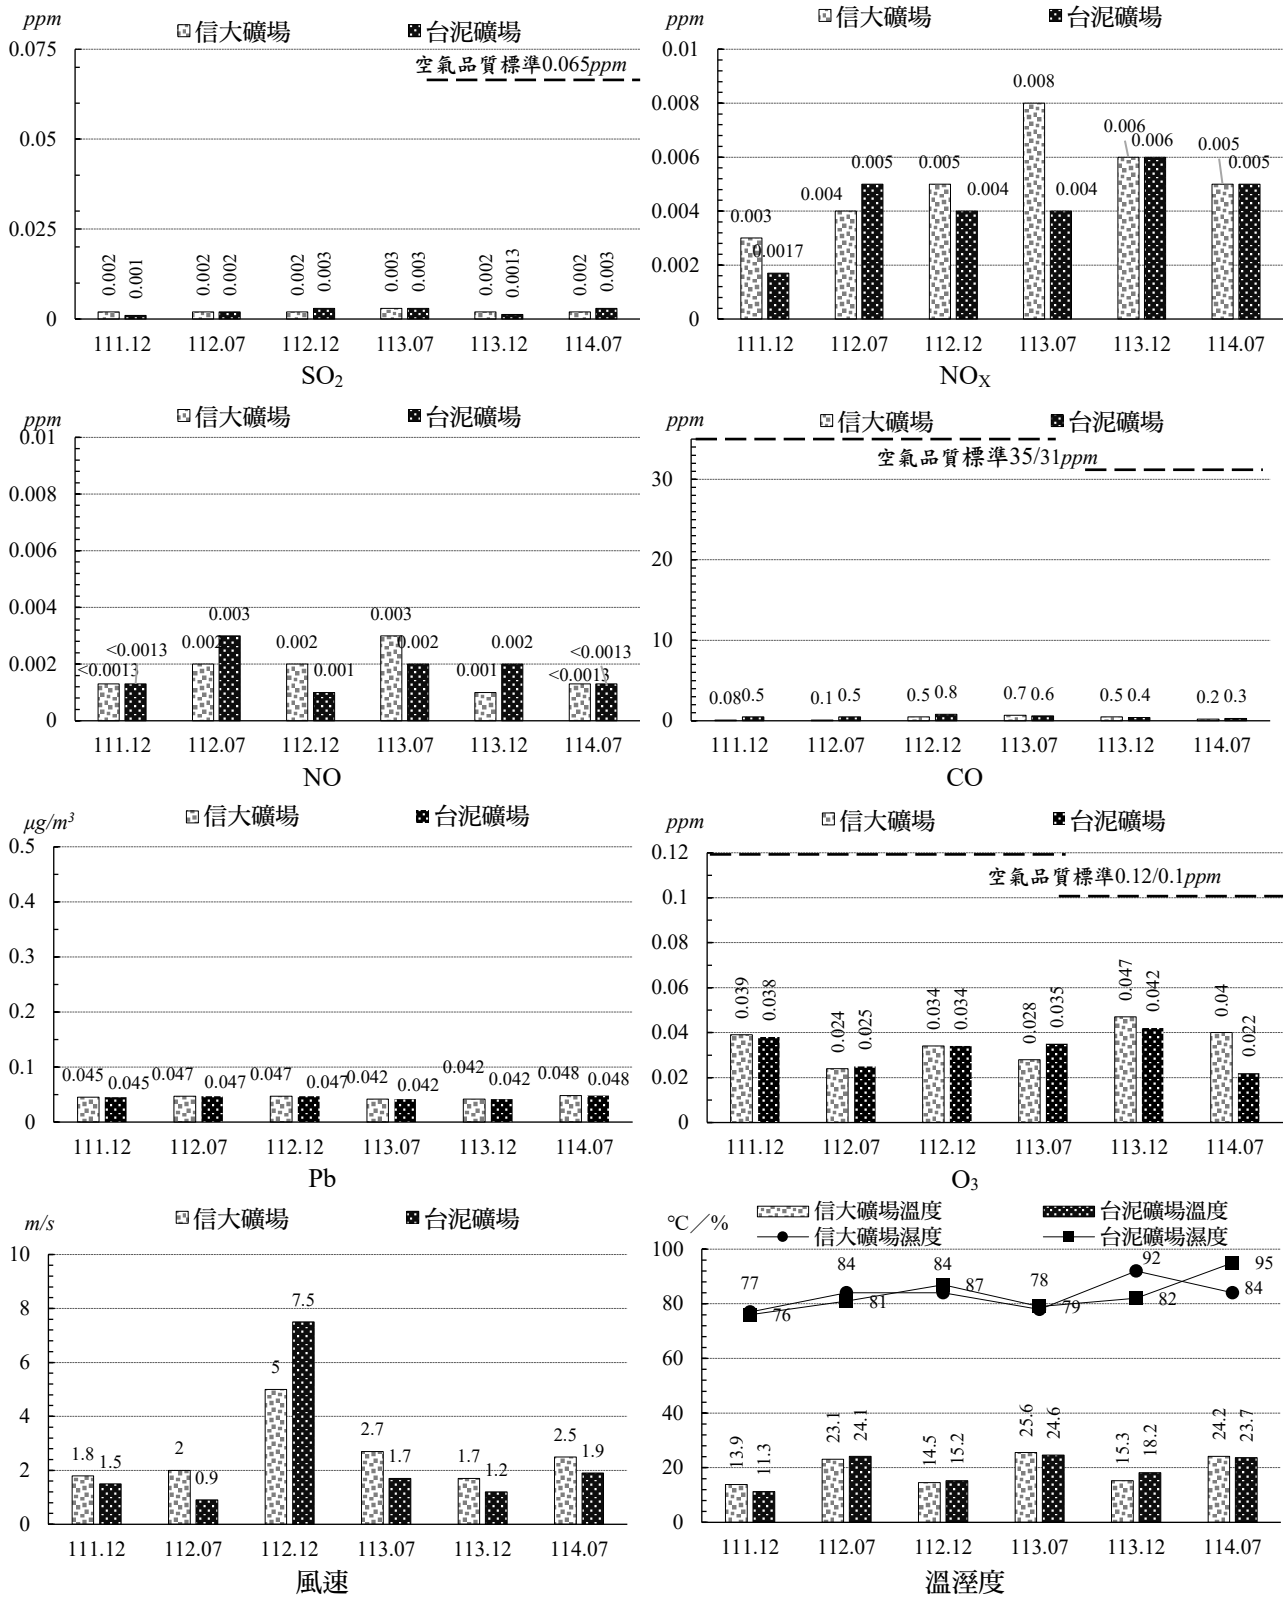 ppm
信大礦場 台泥礦場
0.075
空氣品質標準0.065ppm
0.05
0.025
0.002 0.001 0.002 0.002 0.002 0.003 0.003 0.003 0.002 0.0013 0.002 0.003
0
111.12 112.07 112.12 113.07 113.12 114.07
SO₂
ppm
信大礦場 台泥礦場
0.01
0.008
0.006
0.004
0.002
0
0.003 0.0017 0.004 0.005 0.005 0.004 0.008 0.004 0.006 0.006 0.005 0.005
111.12 112.07 112.12 113.07 113.12 114.07
NOX
ppm
信大礦場 台泥礦場
0.01
0.008
0.006
0.004
0.002
0
<0.0013 <0.0013 0.002 0.003 0.002 0.001 0.003 0.002 0.001 0.002 <0.0013 <0.0013
111.12 112.07 112.12 113.07 113.12 114.07
NO
ppm
信大礦場 台泥礦場
空氣品質標準35/31ppm
30
20
10
0
0.08 0.5 0.1 0.5 0.5 0.8 0.7 0.6 0.5 0.4 0.2 0.3
111.12 112.07 112.12 113.07 113.12 114.07
CO
μg/m³
信大礦場 台泥礦場
0.5
0.4
0.3
0.2
0.1
0
0.045 0.045 0.047 0.047 0.047 0.047 0.042 0.042 0.042 0.042 0.048 0.048
111.12 112.07 112.12 113.07 113.12 114.07
Pb
ppm
信大礦場 台泥礦場
0.12
空氣品質標準0.12/0.1ppm
0.1
0.08
0.06
0.04
0.02
0
0.039 0.038 0.024 0.025 0.034 0.034 0.028 0.035 0.047 0.042 0.04 0.022
111.12 112.07 112.12 113.07 113.12 114.07
O₃
m/s
信大礦場 台泥礦場
10
8
6
4
2
0
1.8 1.5 2 0.9 5 7.5 2.7 1.7 1.7 1.2 2.5 1.9
111.12 112.07 112.12 113.07 113.12 114.07
風速
℃／%
信大礦場溫度 台泥礦場溫度
信大礦場濕度 台泥礦場濕度
100
80
60
40
20
0
77 84 84 78 92 84
76 81 87 79 82 95
13.9 11.3 23.1 24.1 14.5 15.2 25.6 24.6 15.3 18.2 24.2 23.7
111.12 112.07 112.12 113.07 113.12 114.07
溫溼度